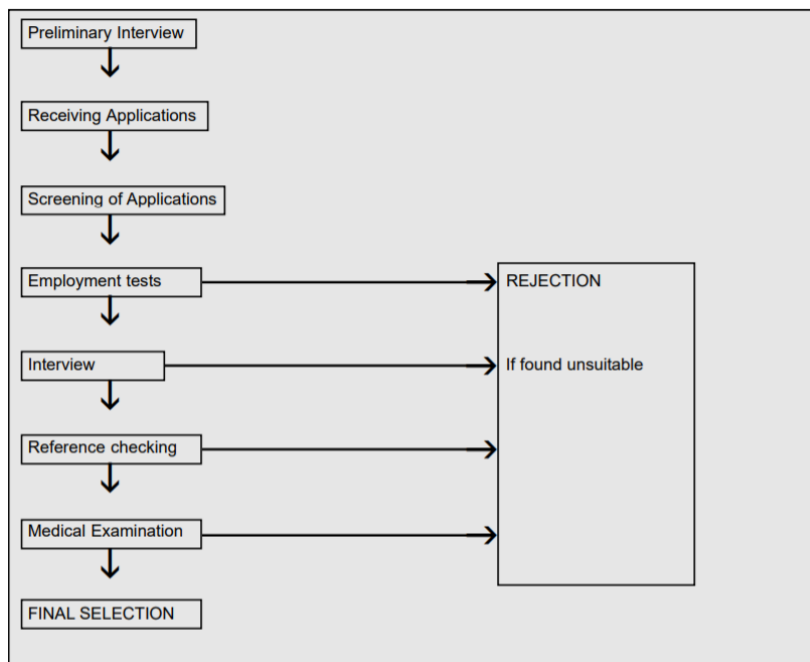 Preliminary Interview
Receiving Applications
Screening of Applications
Employment tests
REJECTION
Interview
If found unsuitable
Reference checking
Medical Examination
FINAL SELECTION